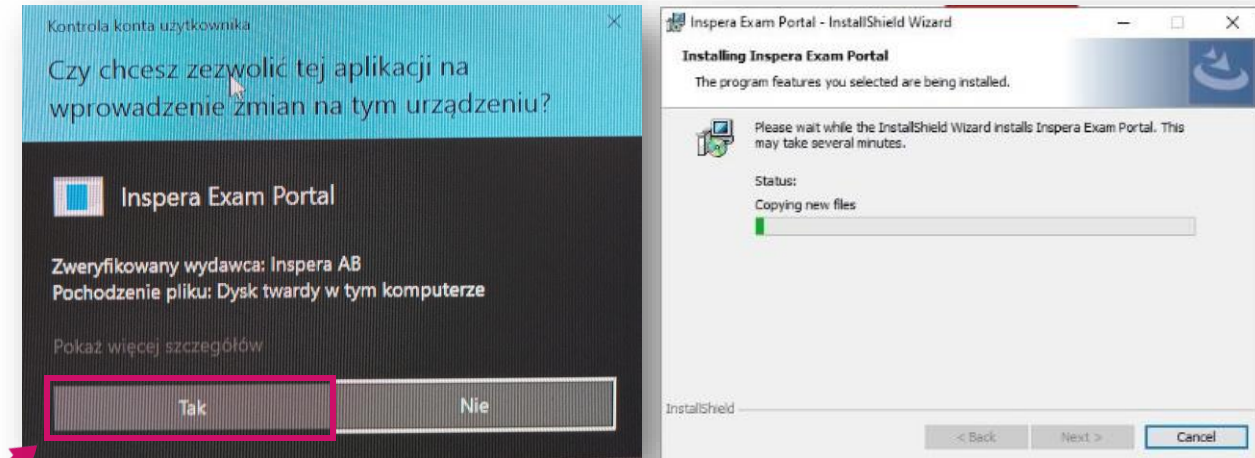 Kontrola konta użytkownika
Czy chcesz zezwolić tej aplikacji na
wprowadzenie zmian na tym urządzeniu?
Inspera Exam Portal
Zweryfikowany wydawca: Inspera AB
Pochodzenie pliku: Dysk twardy w tym komputerze
Pokaż więcej szczegółów
Tak
Nie
Inspera Exam Portal - InstallShield Wizard
Installing Inspera Exam Portal
The program features you selected are being installed.
Please wait while the InstallShield Wizard installs Inspera Exam Portal. This
may take several minutes.
Status:
Copying new files
InstallShield
< Back
Next >
Cancel